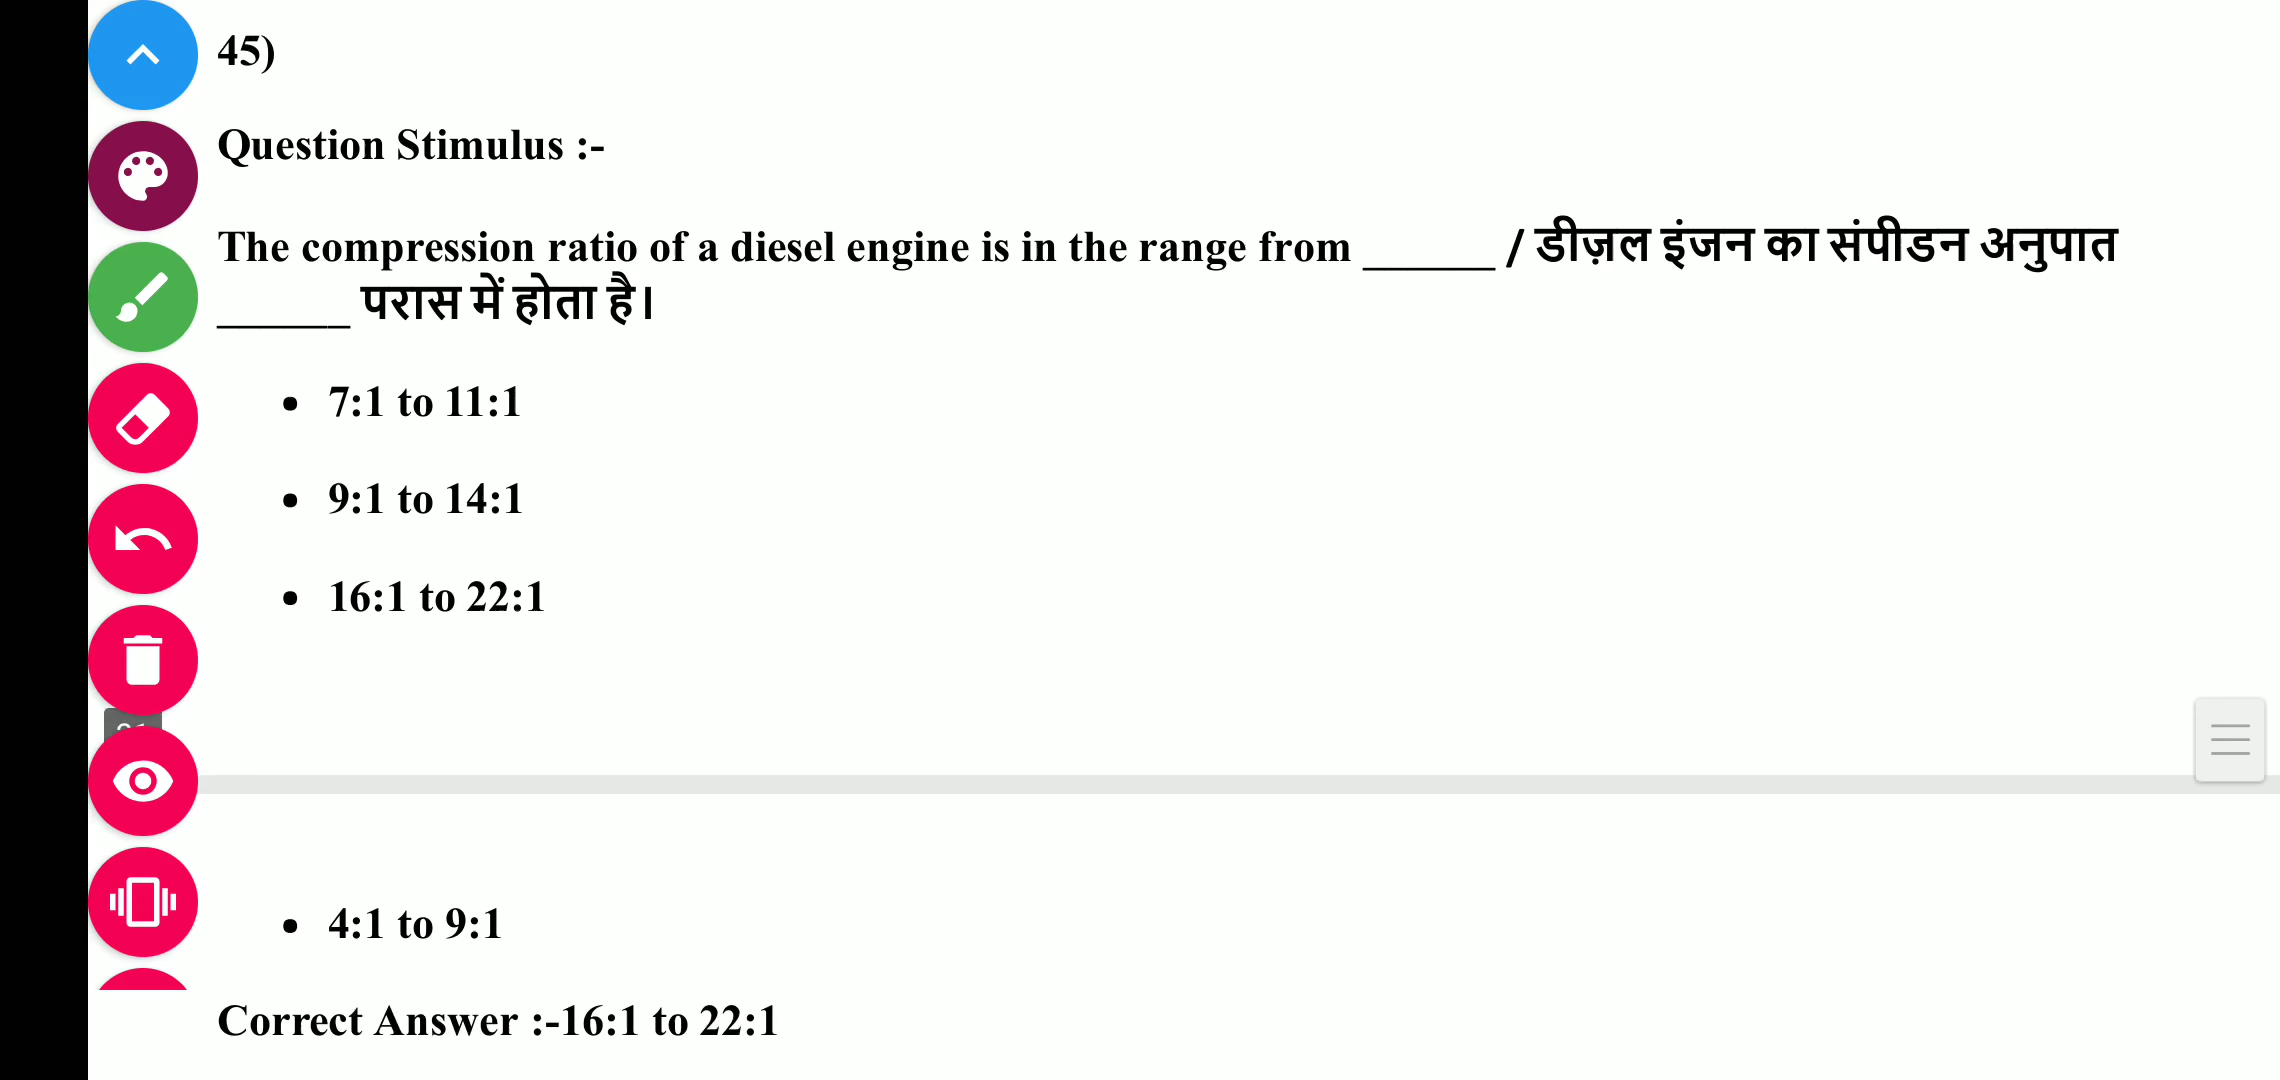 45)
Question Stimulus :-
The compression ratio of a diesel engine is in the range from ______ / डीज़ल इंजन का संपीडन अनुपात
______ परास में होता है।
• 7:1 to 11:1
• 9:1 to 14:1
• 16:1 to 22:1
• 4:1 to 9:1
Correct Answer :-16:1 to 22:1